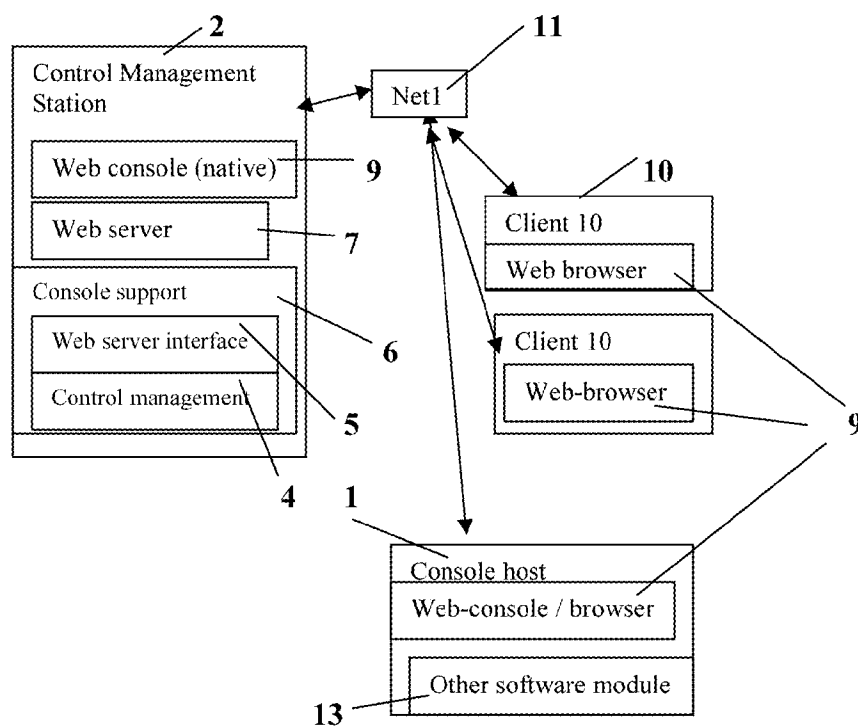 2
11
Control Management
Station
Net1
Web console (native)
9
10
Web server
7
Client 10
Web browser
Console support
6
Web server interface
Client 10
Control management
5
Web-browser
9
4
1
Console host
Web-console / browser
Other software module
13